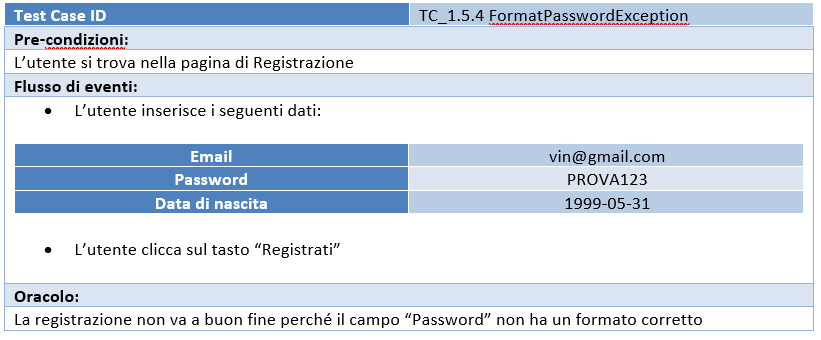 Test Case ID TC_1.5.4 FormatPasswordException
Pre-condizioni:
L’utente si trova nella pagina di Registrazione
Flusso di eventi:
• L’utente inserisce i seguenti dati:
Email vin@gmail.com
Password PROVA123
Data di nascita 1999-05-31
• L’utente clicca sul tasto “Registrati”
Oracolo:
La registrazione non va a buon fine perché il campo “Password” non ha un formato corretto